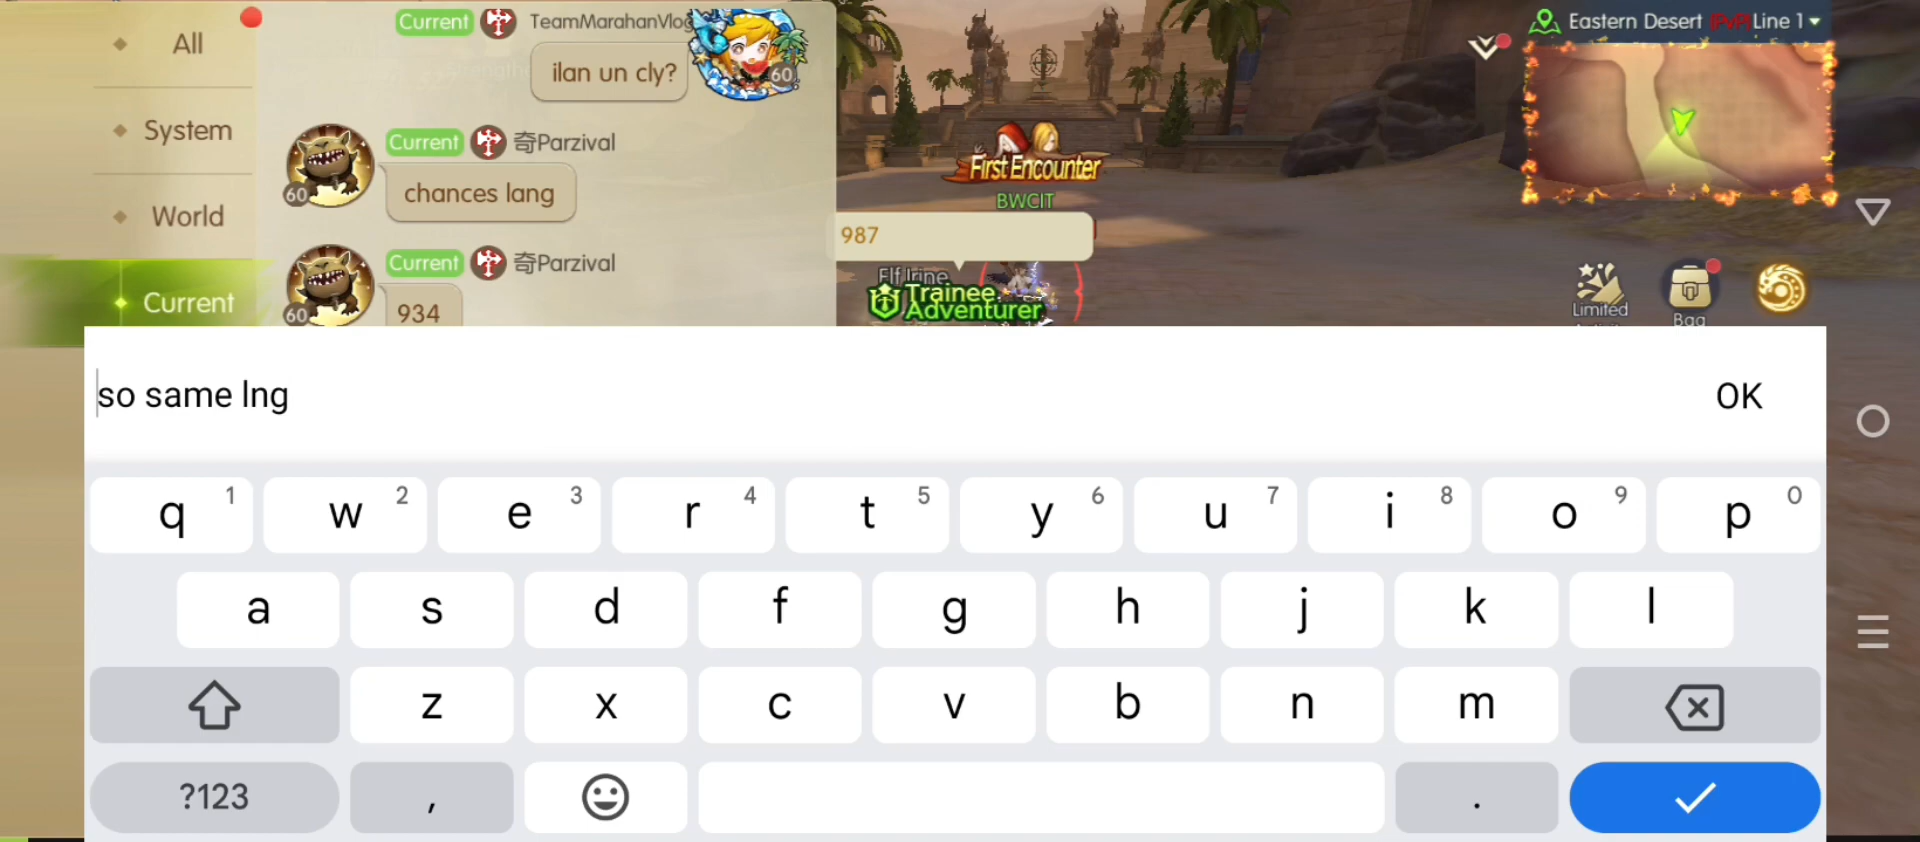 All
System
World
Current
Current TeamMarahanVlog
ilan un cly?
60
Current 奇Parzival
chances lang
60
Current 奇Parzival
934
60
First Encounter
BWCIT
987
Elf Irine
Trainee
Adventurer
Eastern Desert (PvP) Line 1
Limited
Bag
so same lng
OK
q 1 w 2 e 3 r 4 t 5 y 6 u 7 i 8 o 9 p 0
a s d f g h j k l
z x c v b n m
?123 , .